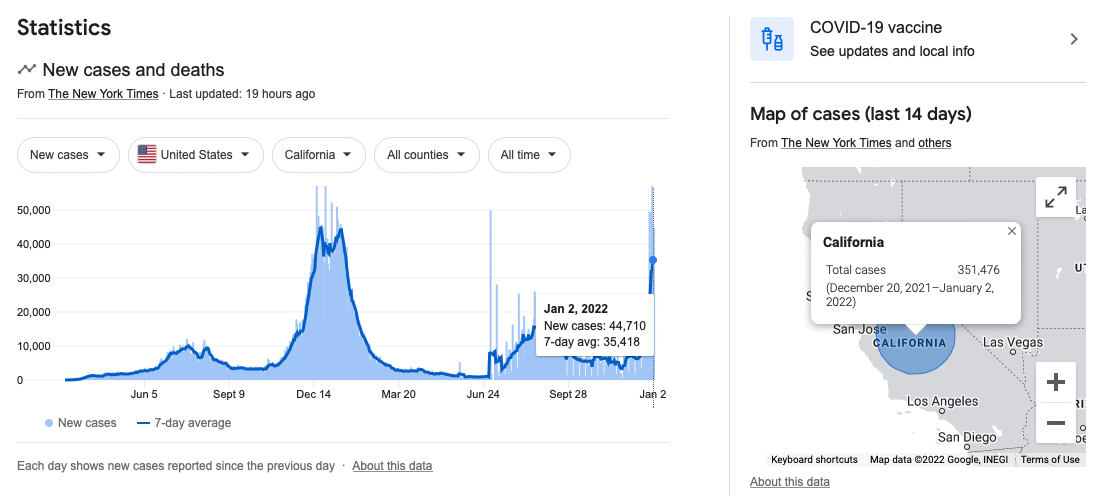 Statistics
New cases and deaths
From The New York Times · Last updated: 19 hours ago
New cases
United States
California
All counties
All time
50,000
40,000
30,000
20,000
10,000
0
Jan 2, 2022
New cases: 44,710
7-day avg: 35,418
Jun 5
Sept 9
Dec 14
Mar 20
Jun 24
Sept 28
Jan 2
New cases
7-day average
Each day shows new cases reported since the previous day · About this data
COVID-19 vaccine
See updates and local info
Map of cases (last 14 days)
From The New York Times and others
La
California
Total cases 351,476
(December 20, 2021–January 2,
2022)
UT
S
San Jose
CALIFORNIA
Las Vegas
RI
Los Angeles
San Diego
Keyboard shortcuts
Map data ©2022 Google, INEGI
Terms of Use
About this data